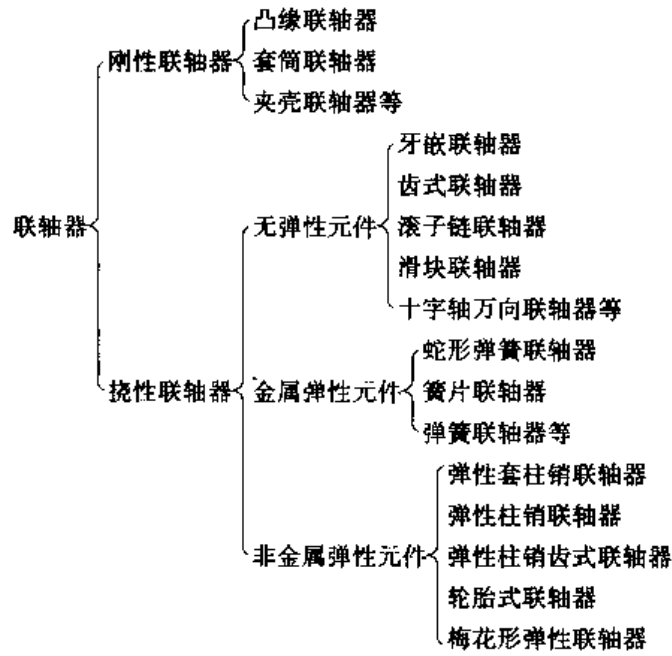 凸缘联轴器
刚性联轴器
套筒联轴器
夹壳联轴器等
牙嵌联轴器
齿式联轴器
联轴器
无弹性元件
滚子链联轴器
滑块联轴器
十字轴万向联轴器等
蛇形弹簧联轴器
挠性联轴器
金属弹性元件
簧片联轴器
弹簧联轴器等
弹性套柱销联轴器
弹性柱销联轴器
非金属弹性元件
弹性柱销齿式联轴器
轮胎式联轴器
梅花形弹性联轴器